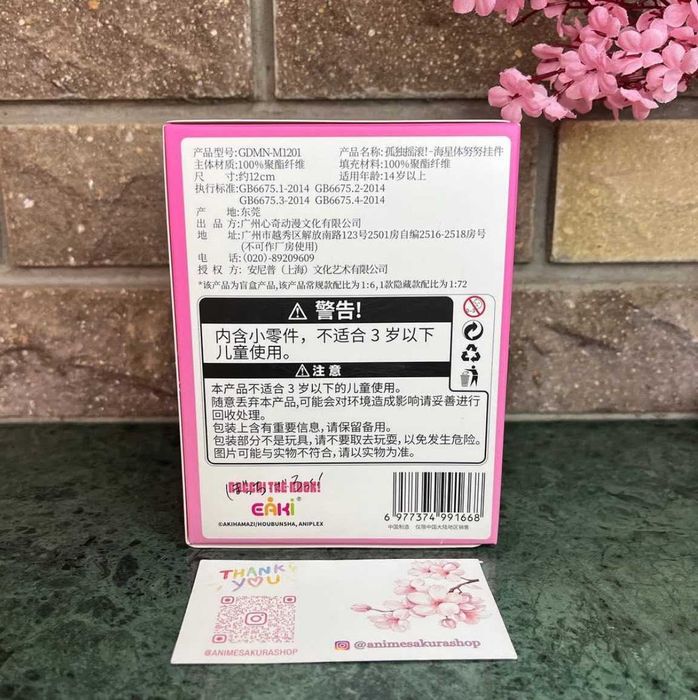 产品型号:GDMN-M1201 产品名称:孤独摇滚!-海星体努努挂件
主体材质:100%聚酯纤维 填充材料:100%聚酯纤维
尺 寸:约12cm 适用年龄:14岁以上
执行标准:GB6675.1-2014 GB6675.2-2014
GB6675.3-2014 GB6675.4-2014
产 地:东莞
出 品 方:广州心奇动漫文化有限公司
地 址:广州市越秀区解放南路123号2501房自编2516-2518房号
(不可作厂房使用)
电 话:(020)-89209609
授 权 方:安尼普(上海)文化艺术有限公司
*该产品为盲盒产品,该产品常规款配比为1:6,1款隐藏款配比为1:72
警告!
内含小零件，不适合 3 岁以下
儿童使用。
注意
本产品不适合 3 岁以下的儿童使用。
随意丢弃本产品,可能会对环境造成影响请妥善进行
回收处理。
包装上含有重要信息,请保留备用。
包装部分不是玩具,请不要取去玩耍,以免发生危险。
图片可能与实物不符合,请以实物为准。
BOCCHI THE ROCK!
EAKI®
©AKIHAMAZI/HOUBUNSHA, ANIPLEX
6 977374 991668
中国制造 仅限中国大陆地区销售
THANK
YOU
@ANIMESAKURASHOP
@animesakurashop